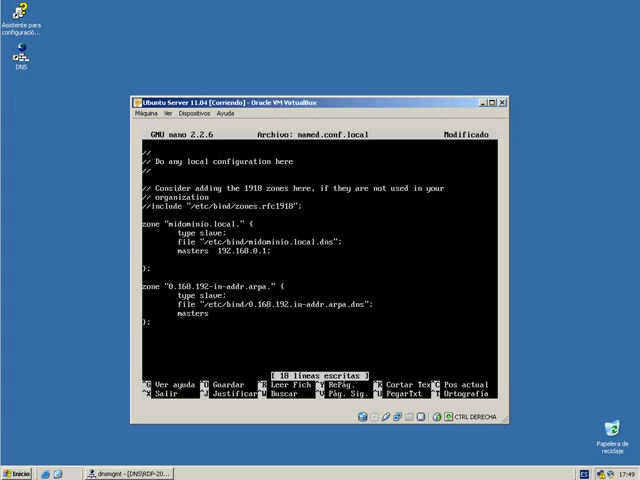 Asistente para
configuració...
DNS
Ubuntu Server 11.04 [Corriendo] - Oracle VM VirtualBox
Máquina Ver Dispositivos Ayuda
GNU nano 2.2.6 Archivo: named.conf.local Modificado
//
// Do any local configuration here
//
// Consider adding the 1918 zones here, if they are not used in your
// organization
//include "/etc/bind/zones.rfc1918";
zone "midominio.local." {
type slave;
file "/etc/bind/midominio.local.dns";
masters 192.168.0.1;
};
zone "0.168.192-in-addr.arpa." {
type slave;
file "/etc/bind/0.168.192.in-addr.arpa.dns";
masters
};
[ 18 líneas escritas ]
^G Ver ayuda ^O Guardar ^R Leer Fich ^Y RePág. ^K Cortar Tex ^C Pos actual
^X Salir ^J Justificar ^W Buscar ^V Pág. Sig. ^U PegarTxt ^T Ortografía
CTRL DERECHA
Papelera de
reciclaje
Inicio
dnsmgmt - [DNS\RDP-20...
ES
17:49